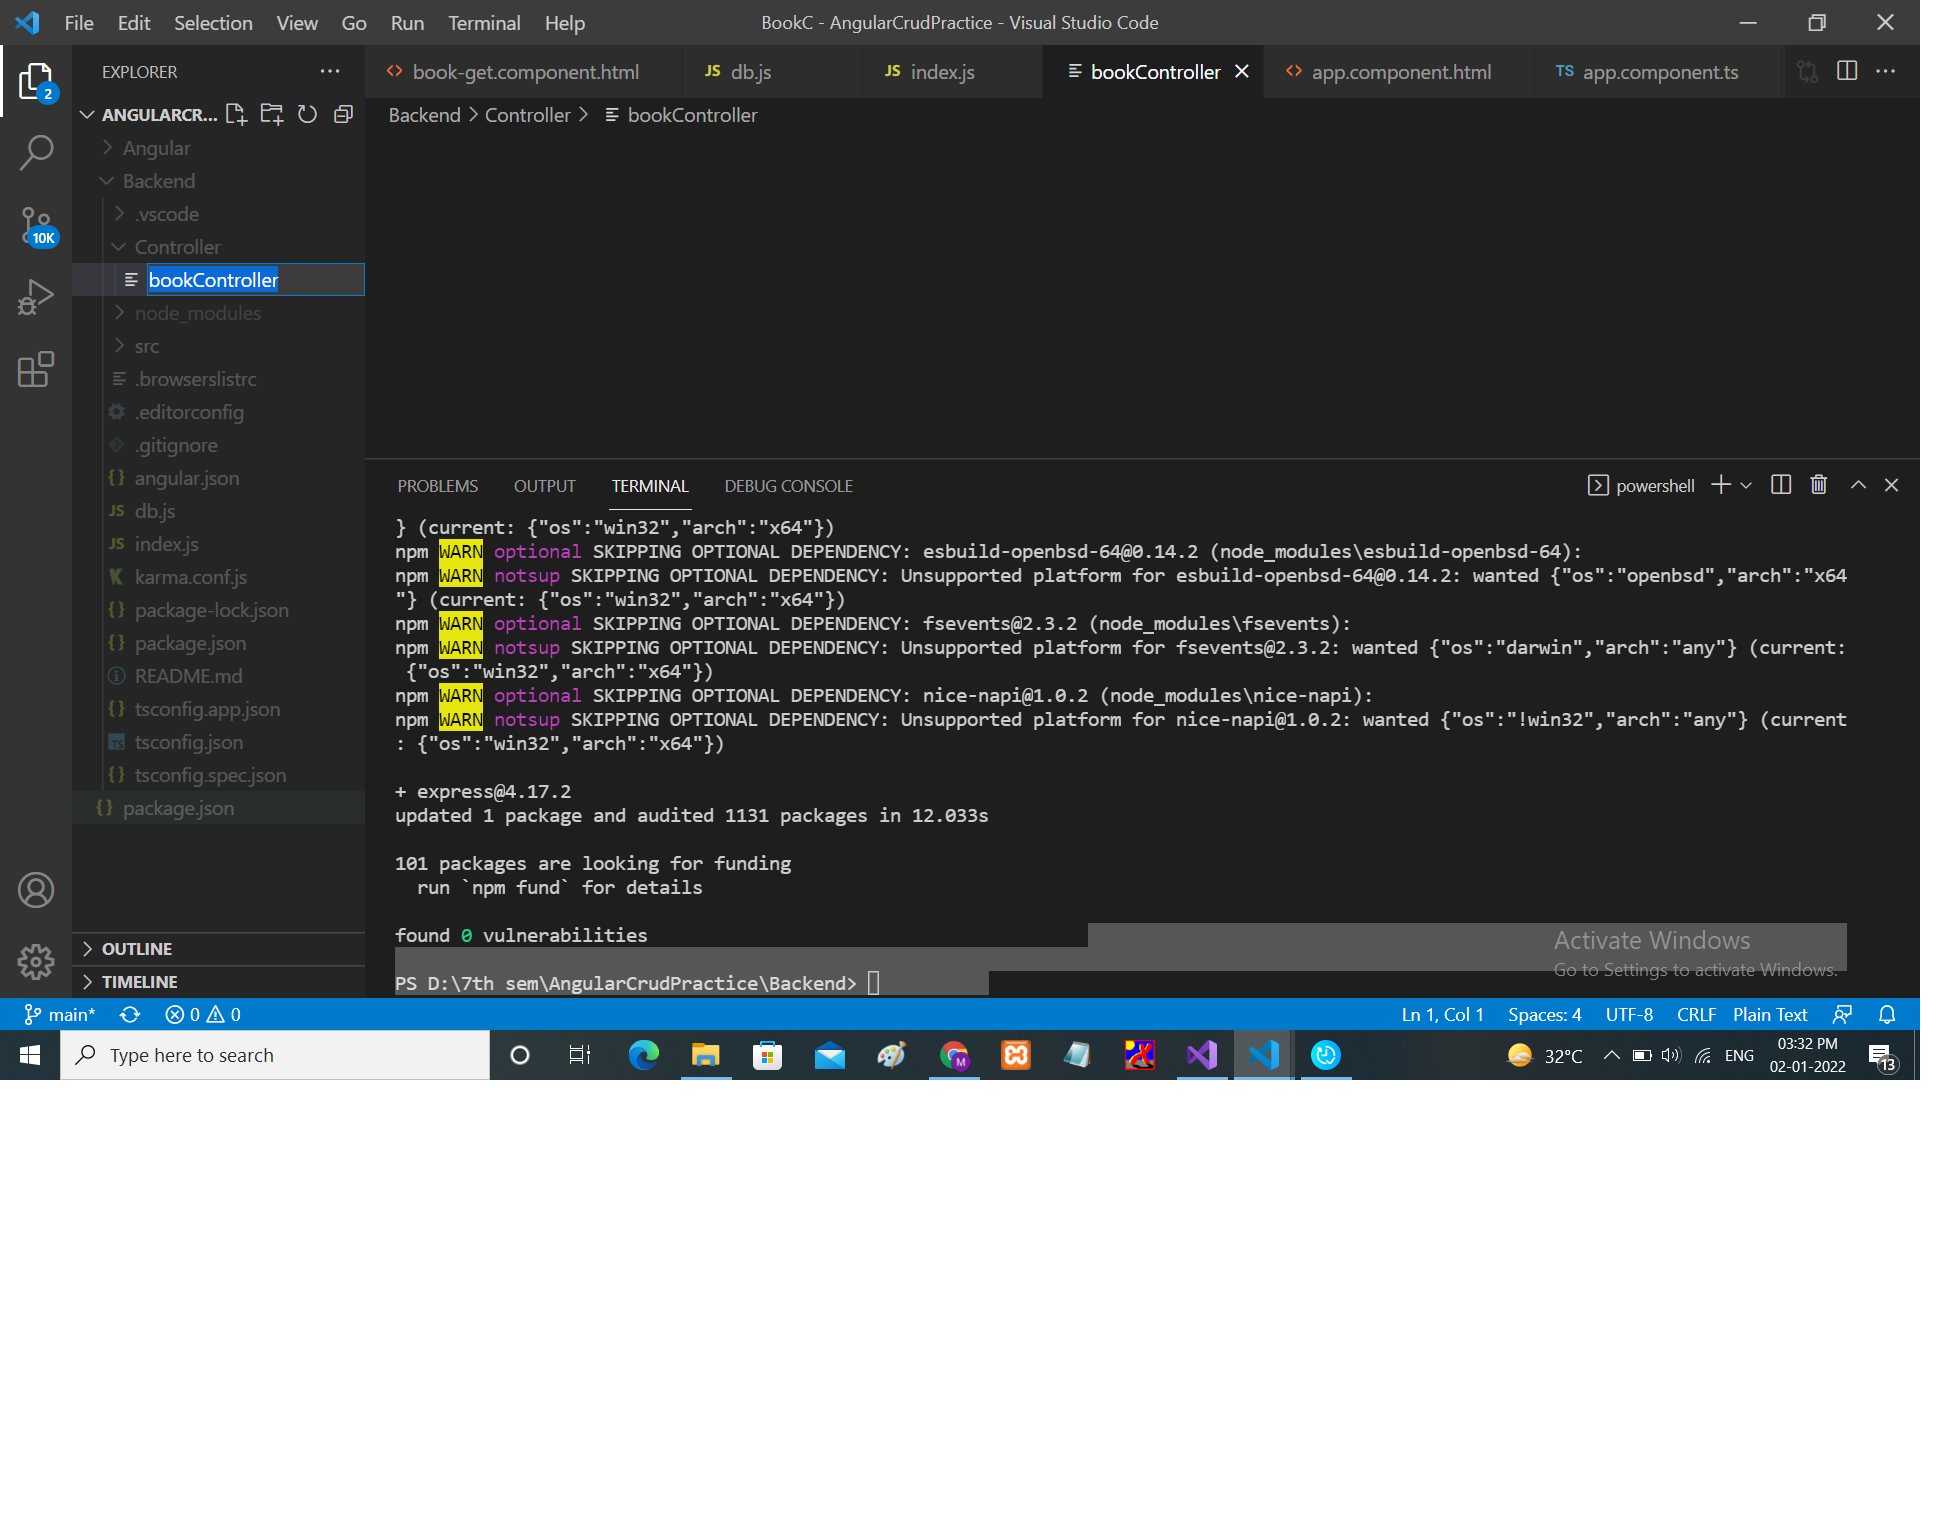 File Edit Selection View Go Run Terminal Help
BookC - AngularCrudPractice - Visual Studio Code
EXPLORER
book-get.component.html
JS db.js
JS index.js
bookController
app.component.html
TS app.component.ts
2
ANGULARCR...
Backend > Controller > bookController
Angular
Backend
.vscode
10K
Controller
bookController
node_modules
src
.browserslistrc
.editorconfig
.gitignore
{} angular.json
JS db.js
JS index.js
karma.conf.js
{} package-lock.json
{} package.json
README.md
{} tsconfig.app.json
TS tsconfig.json
{} tsconfig.spec.json
{} package.json
OUTLINE
TIMELINE
PROBLEMS OUTPUT TERMINAL DEBUG CONSOLE
powershell
} (current: {"os":"win32","arch":"x64"})
npm WARN optional SKIPPING OPTIONAL DEPENDENCY: esbuild-openbsd-64@0.14.2 (node_modules\esbuild-openbsd-64):
npm WARN notsup SKIPPING OPTIONAL DEPENDENCY: Unsupported platform for esbuild-openbsd-64@0.14.2: wanted {"os":"openbsd","arch":"x64
"} (current: {"os":"win32","arch":"x64"})
npm WARN optional SKIPPING OPTIONAL DEPENDENCY: fsevents@2.3.2 (node_modules\fsevents):
npm WARN notsup SKIPPING OPTIONAL DEPENDENCY: Unsupported platform for fsevents@2.3.2: wanted {"os":"darwin","arch":"any"} (current:
{"os":"win32","arch":"x64"})
npm WARN optional SKIPPING OPTIONAL DEPENDENCY: nice-napi@1.0.2 (node_modules\nice-napi):
npm WARN notsup SKIPPING OPTIONAL DEPENDENCY: Unsupported platform for nice-napi@1.0.2: wanted {"os":"!win32","arch":"any"} (current
: {"os":"win32","arch":"x64"})
+ express@4.17.2
updated 1 package and audited 1131 packages in 12.033s
101 packages are looking for funding
run `npm fund` for details
found 0 vulnerabilities
PS D:\7th sem\AngularCrudPractice\Backend>
Activate Windows
Go to Settings to activate Windows.
main* 0 0
Ln 1, Col 1 Spaces: 4 UTF-8 CRLF Plain Text
Type here to search
M
32°C
ENG
03:32 PM
02-01-2022
13